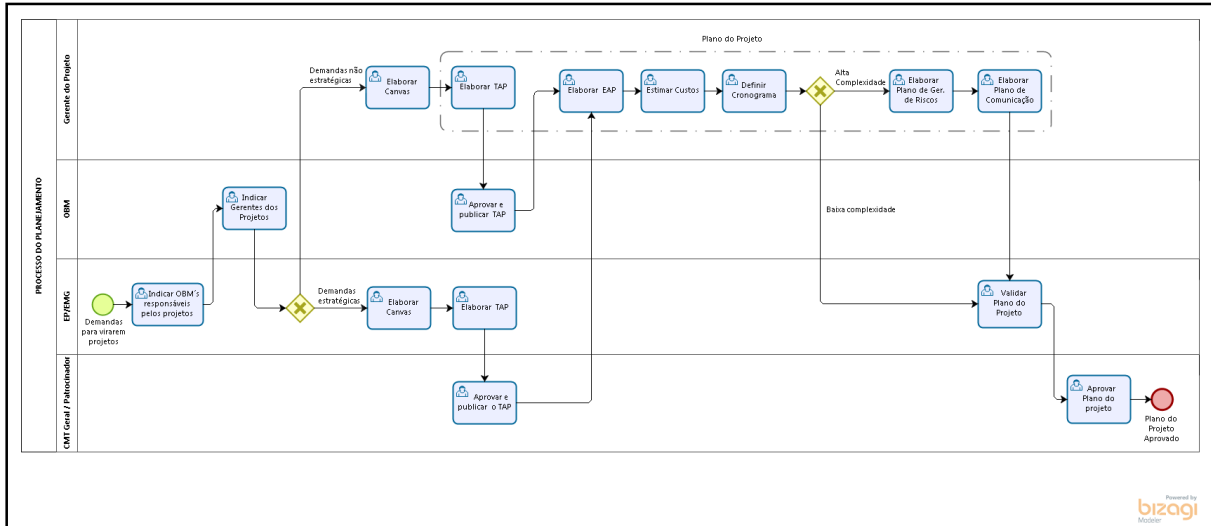 PROCESSO DO PLANEJAMENTO
Gerente do Projeto
Plano do Projeto
Demandas não
estratégicas
Elaborar
Canvas
Elaborar TAP
Elaborar EAP
Estimar Custos
Definir
Cronograma
Alta
Complexidade
Elaborar
Plano de Ger.
de Riscos
Elaborar
Plano de
Comunicação
OBM
Indicar
Gerentes dos
Projetos
Aprovar e
publicar TAP
Baixa complexidade
EP/EMG
Demandas
para virarem
projetos
Indicar OBM´s
responsáveis
pelos projetos
Demandas
estratégicas
Elaborar
Canvas
Elaborar TAP
Validar
Plano do
Projeto
CMT Geral / Patrocinador
Aprovar e
publicar o TAP
Aprovar
Plano do
projeto
Plano do
Projeto
Aprovado
Powered by
bizagi
Modeler